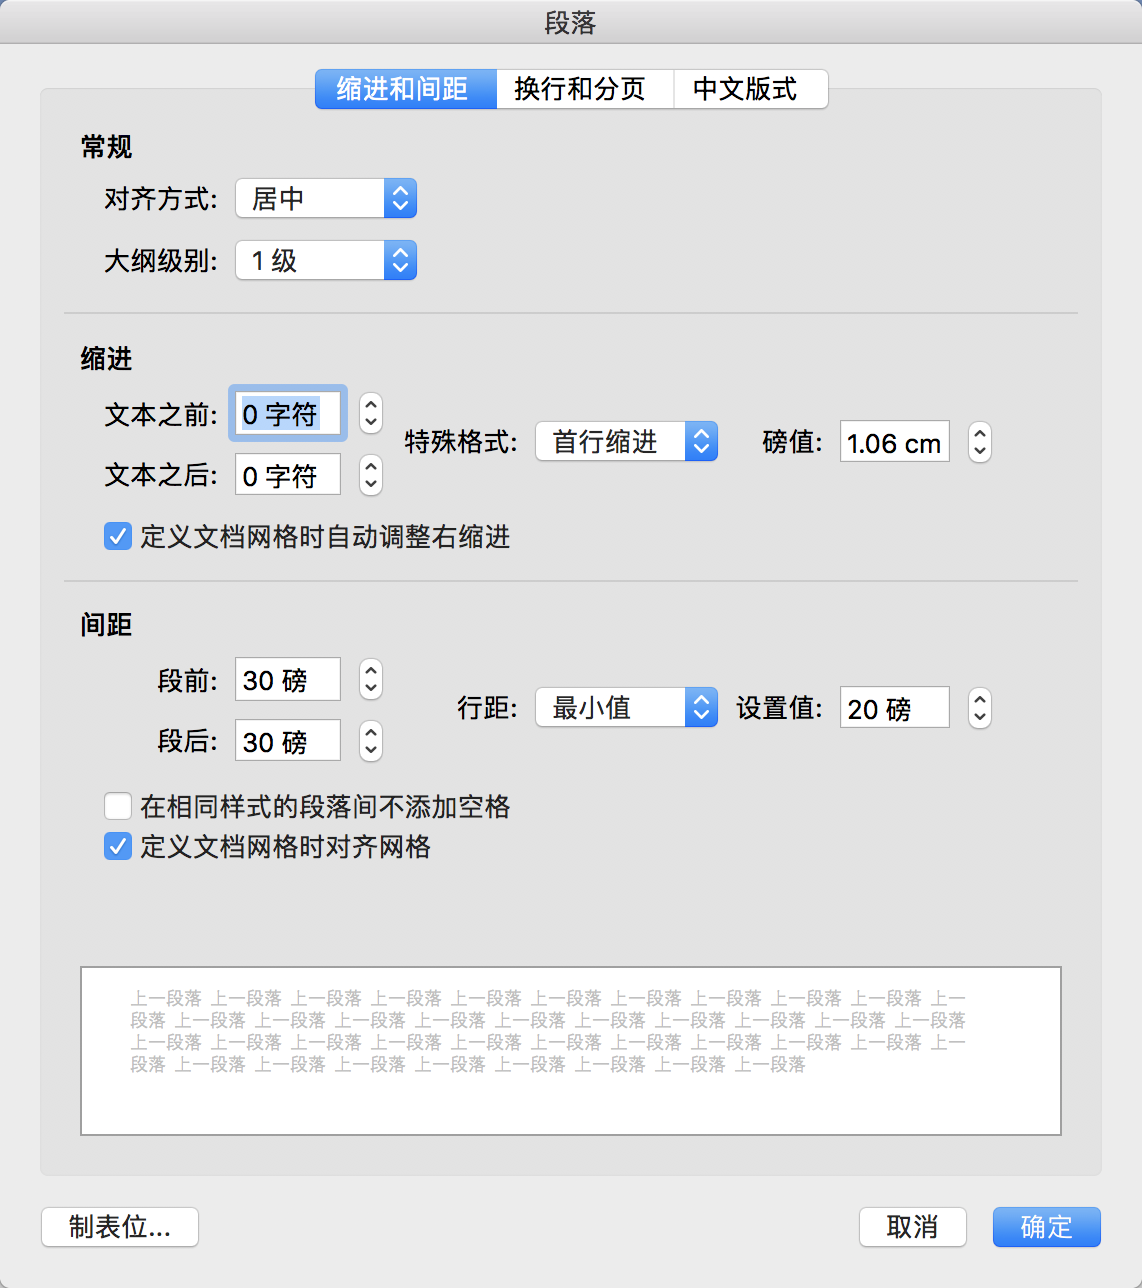 段落
缩进和间距 换行和分页 中文版式
常规
对齐方式: 居中
大纲级别: 1 级
缩进
文本之前: 0 字符
特殊格式: 首行缩进 磅值: 1.06 cm
文本之后: 0 字符
定义文档网格时自动调整右缩进
间距
段前: 30 磅
行距: 最小值 设置值: 20 磅
段后: 30 磅
在相同样式的段落间不添加空格
定义文档网格时对齐网格
上一段落 上一段落 上一段落 上一段落 上一段落 上一段落 上一段落 上一段落 上一段落 上一段落 上一
段落 上一段落 上一段落 上一段落 上一段落 上一段落 上一段落 上一段落 上一段落 上一段落 上一段落
上一段落 上一段落 上一段落 上一段落 上一段落 上一段落 上一段落 上一段落 上一段落 上一段落 上一
段落 上一段落 上一段落 上一段落 上一段落 上一段落 上一段落 上一段落 上一段落
制表位... 取消 确定